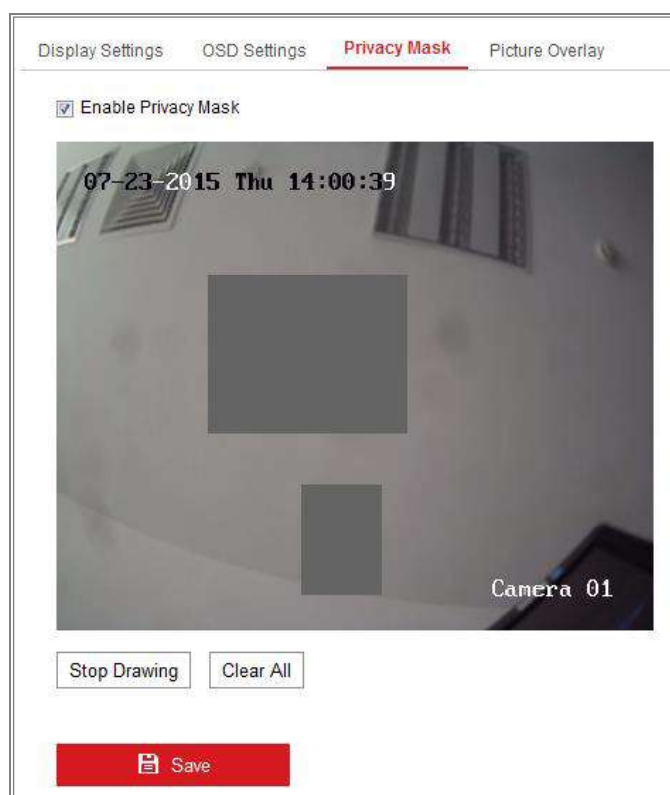 Display Settings OSD Settings Privacy Mask Picture Overlay
Enable Privacy Mask
07-23-2015 Thu 14:00:39
Camera 01
Stop Drawing Clear All
Save